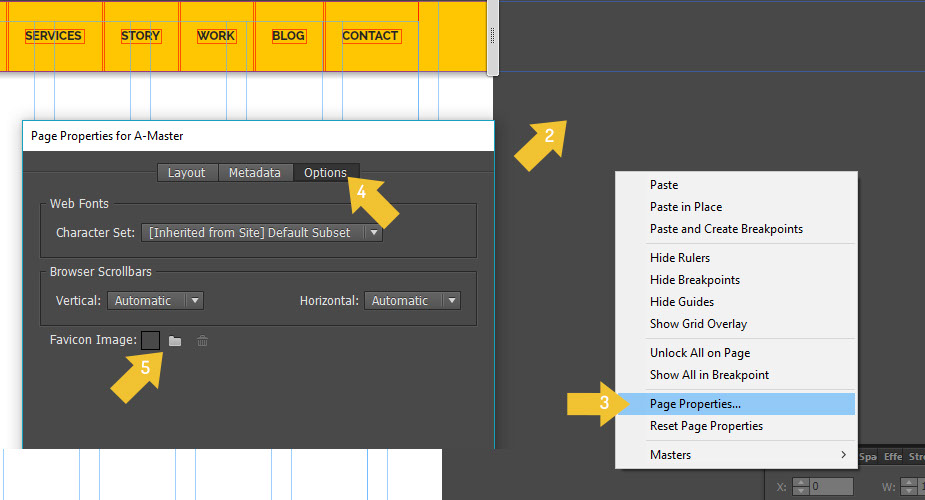 SERVICES STORY WORK BLOG CONTACT
2
Page Properties for A-Master
Layout Metadata Options
4
Web Fonts
Character Set: [Inherited from Site] Default Subset
Browser Scrollbars
Vertical: Automatic Horizontal: Automatic
Favicon Image:
5
Paste
Paste in Place
Paste and Create Breakpoints
Hide Rulers
Hide Breakpoints
Hide Guides
Show Grid Overlay
Unlock All on Page
Show All in Breakpoint
3 Page Properties...
Reset Page Properties
Masters
Spa Effe Stro
X: 0 W: 1